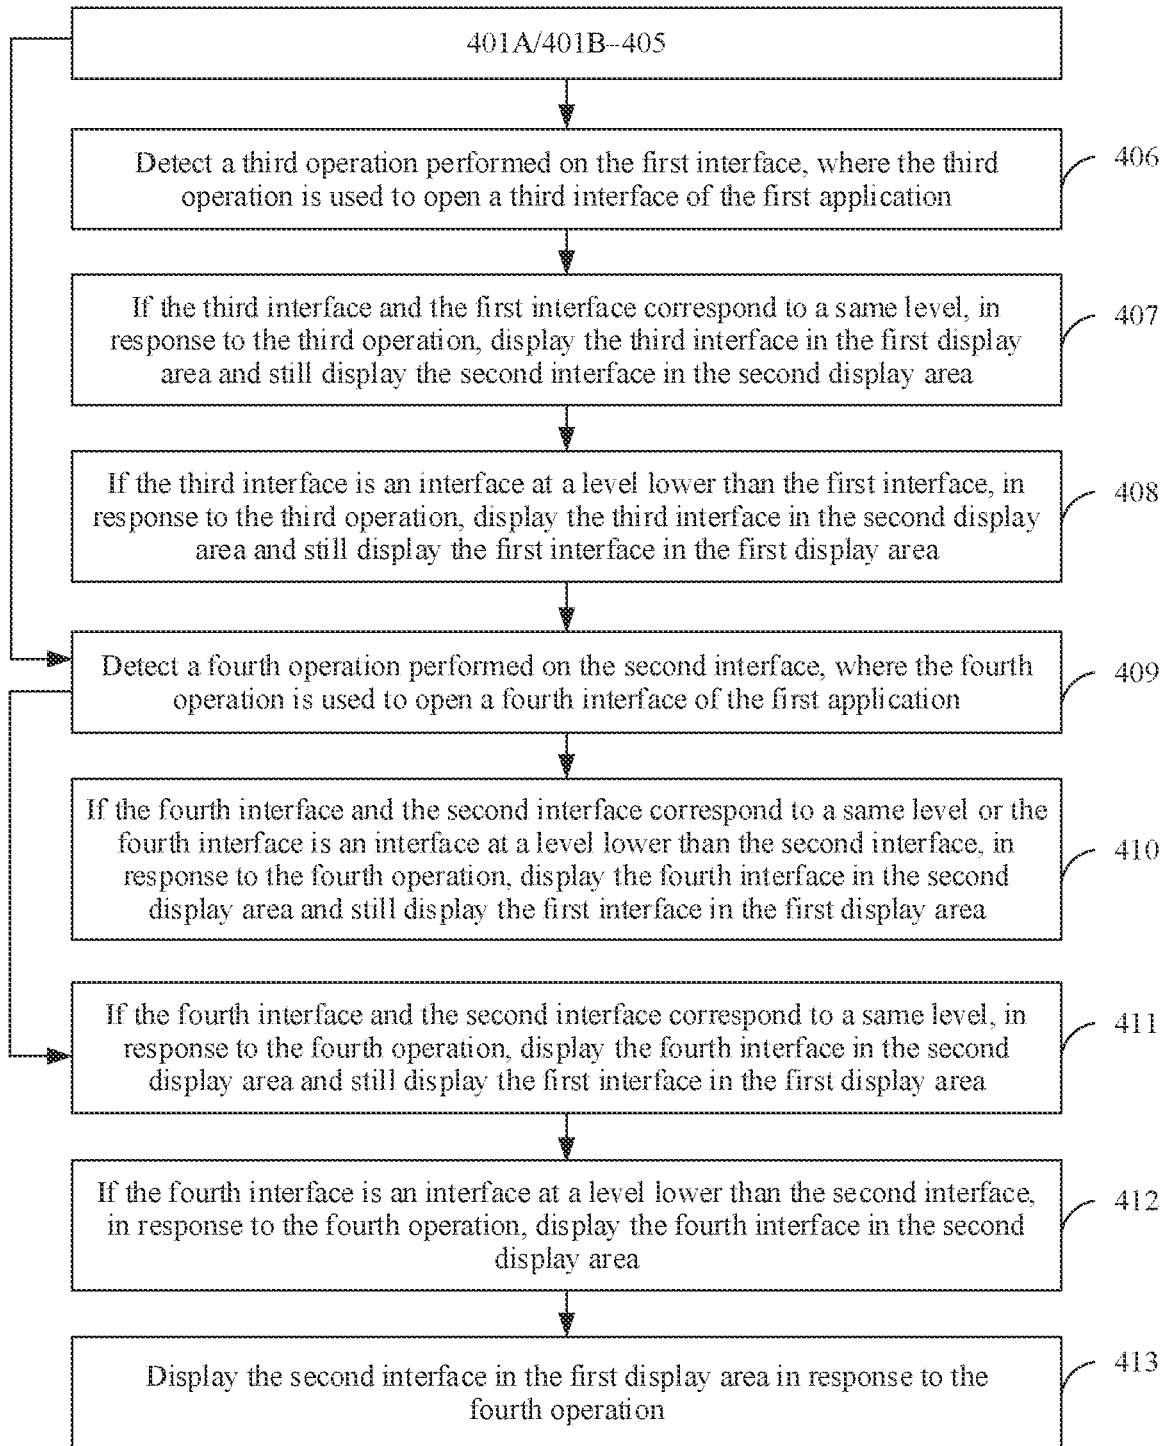 401A/401B--405
Detect a third operation performed on the first interface, where the third
operation is used to open a third interface of the first application
406
If the third interface and the first interface correspond to a same level, in
response to the third operation, display the third interface in the first display
area and still display the second interface in the second display area
407
If the third interface is an interface at a level lower than the first interface, in
response to the third operation, display the third interface in the second display
area and still display the first interface in the first display area
408
Detect a fourth operation performed on the second interface, where the fourth
operation is used to open a fourth interface of the first application
409
If the fourth interface and the second interface correspond to a same level or the
fourth interface is an interface at a level lower than the second interface, in
response to the fourth operation, display the fourth interface in the second
display area and still display the first interface in the first display area
410
If the fourth interface and the second interface correspond to a same level, in
response to the fourth operation, display the fourth interface in the second
display area and still display the first interface in the first display area
411
If the fourth interface is an interface at a level lower than the second interface,
in response to the fourth operation, display the fourth interface in the second
display area
412
Display the second interface in the first display area in response to the
fourth operation
413